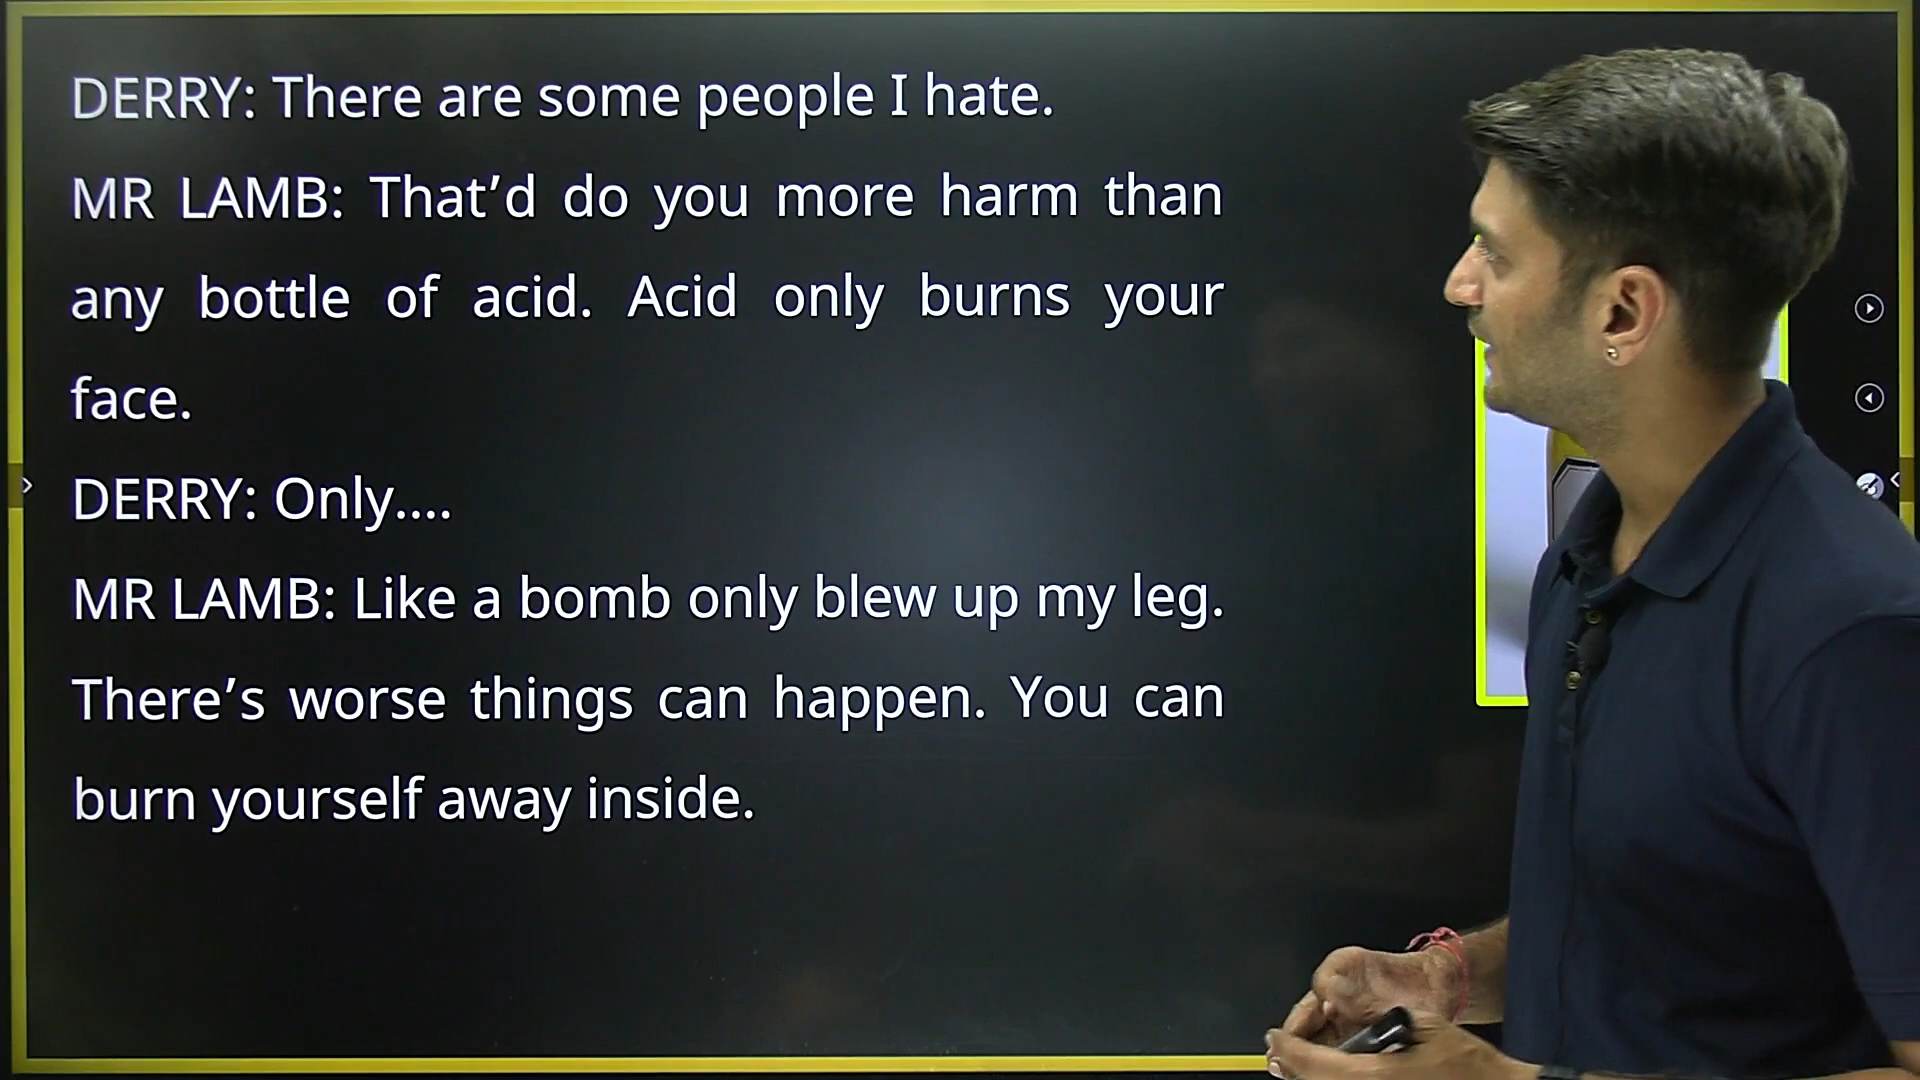 DERRY: There are some people I hate.
MR LAMB: That’d do you more harm than
any bottle of acid. Acid only burns your
face.
DERRY: Only....
MR LAMB: Like a bomb only blew up my leg.
There’s worse things can happen. You can
burn yourself away inside.